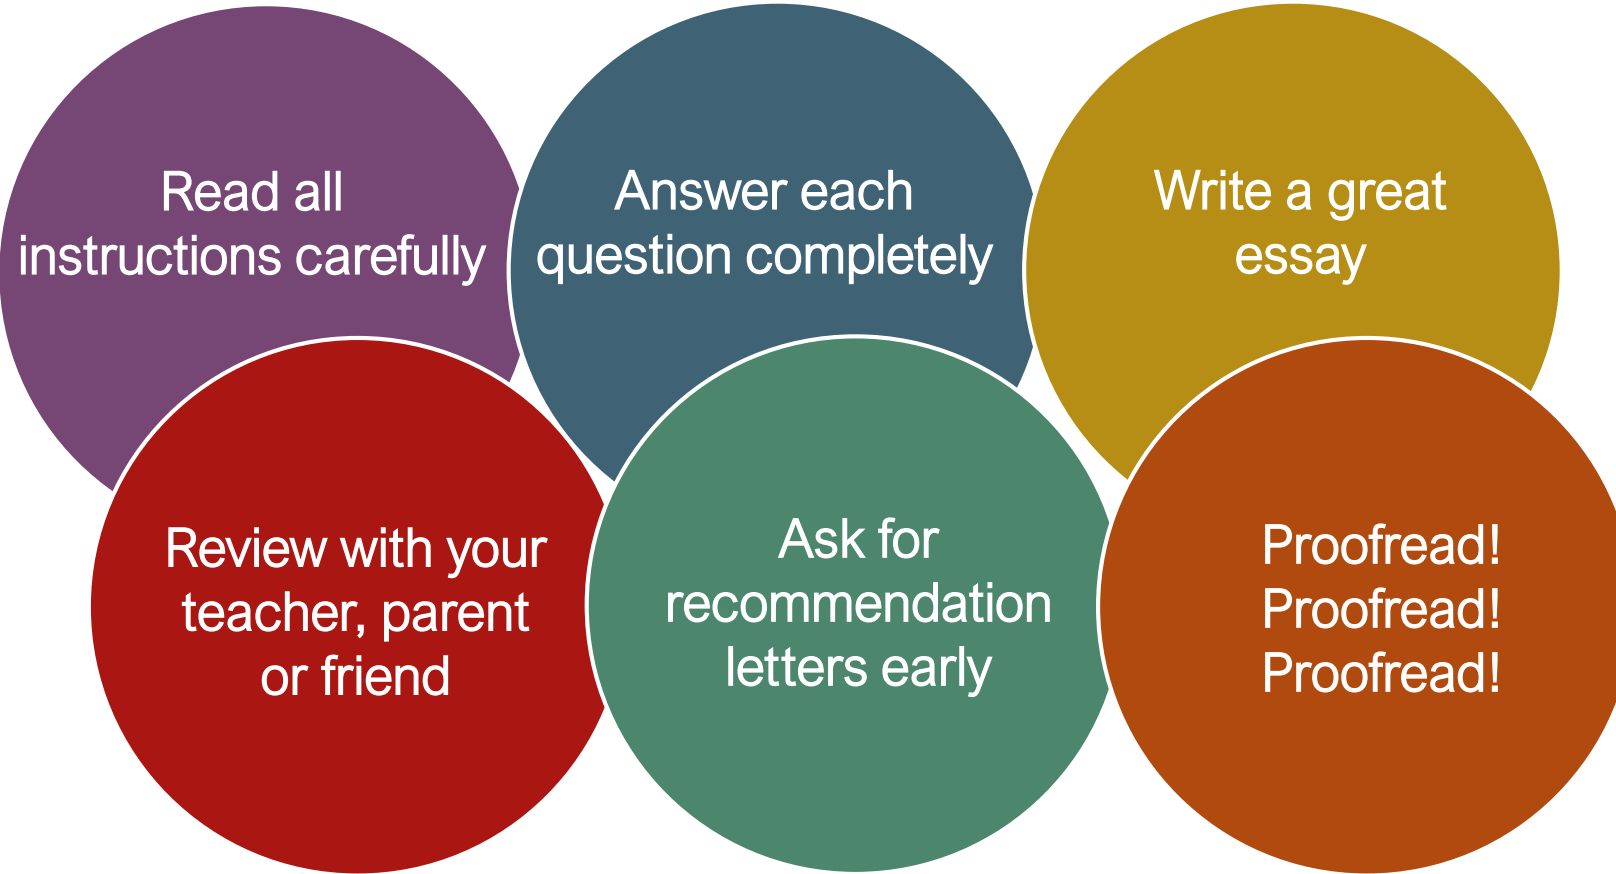 Read all
instructions carefully
Answer each
question completely
Write a great
essay
Review with your
teacher, parent
or friend
Ask for
recommendation
letters early
Proofread!
Proofread!
Proofread!